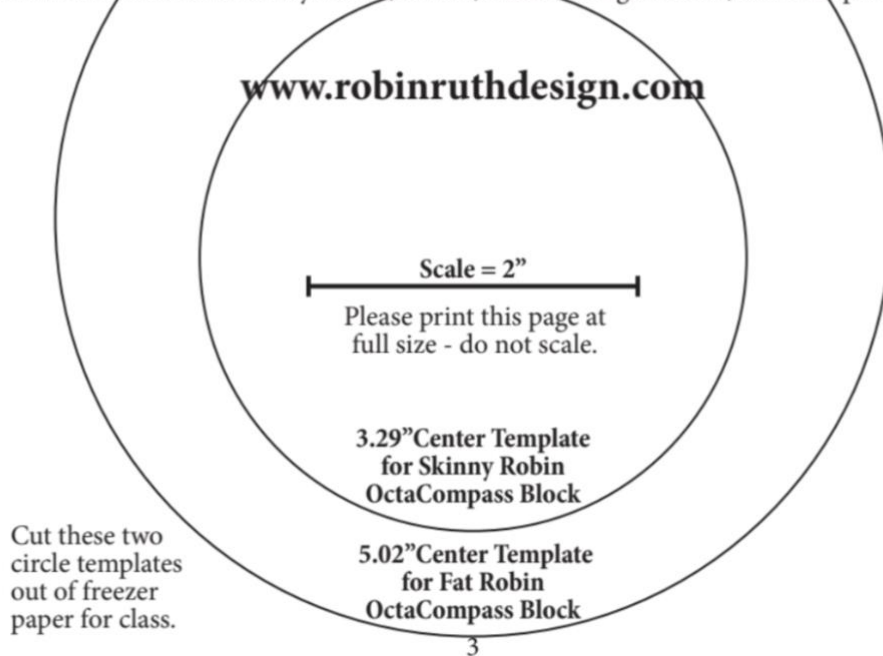 www.robinruthdesign.com
Scale = 2”
Please print this page at
full size - do not scale.
3.29”Center Template
for Skinny Robin
OctaCompass Block
Cut these two
circle templates
out of freezer
paper for class.
5.02”Center Template
for Fat Robin
OctaCompass Block
3